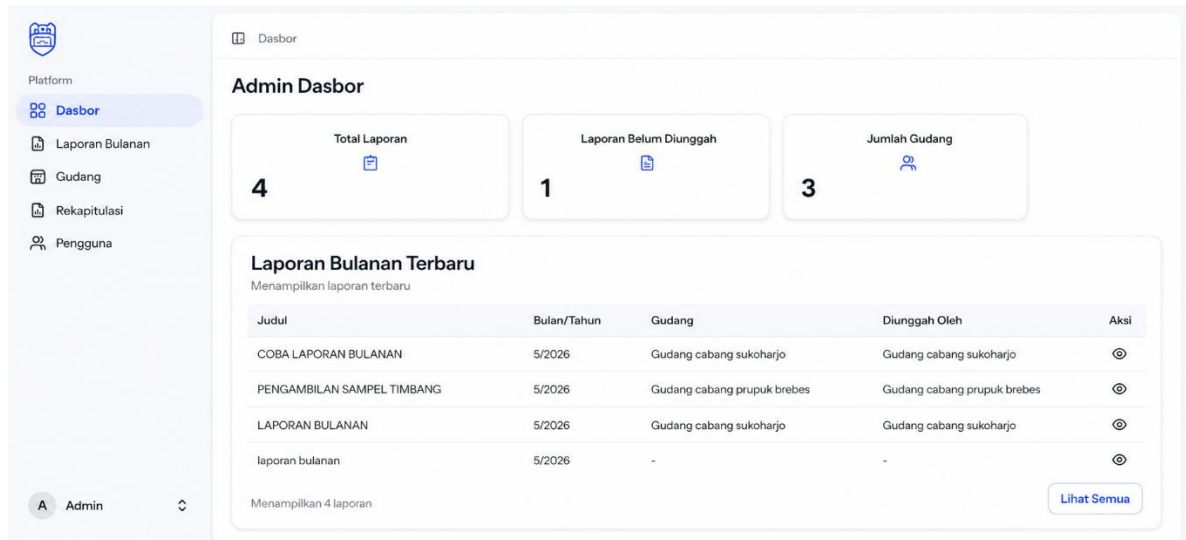 Platform
Dasbor
Laporan Bulanan
Gudang
Rekapitulasi
Pengguna
A Admin
Dasbor
Admin Dasbor
Total Laporan
4
Laporan Belum Diunggah
1
Jumlah Gudang
3
Laporan Bulanan Terbaru
Menampilkan laporan terbaru
Judul Bulan/Tahun Gudang Diunggah Oleh Aksi
COBA LAPORAN BULANAN 5/2026 Gudang cabang sukoharjo Gudang cabang sukoharjo
PENGAMBILAN SAMPEL TIMBANG 5/2026 Gudang cabang prupuk brebes Gudang cabang prupuk brebes
LAPORAN BULANAN 5/2026 Gudang cabang sukoharjo Gudang cabang sukoharjo
laporan bulanan 5/2026 - -
Menampilkan 4 laporan
Lihat Semua